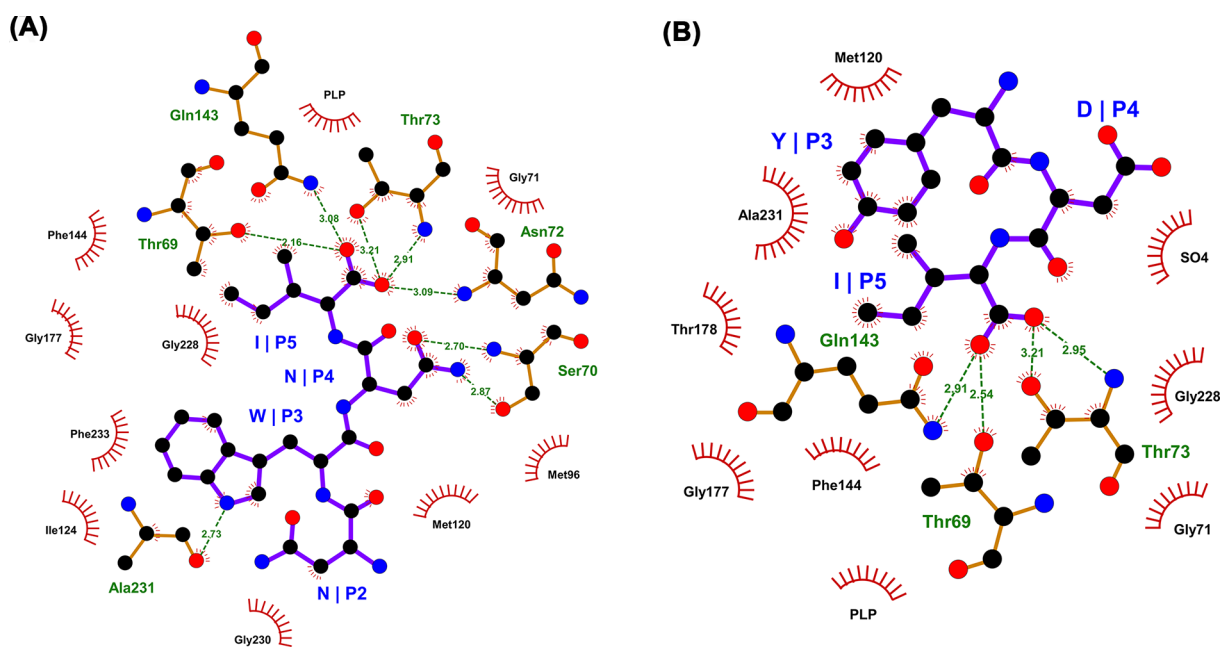 (A)
PLP
Gln143
Thr73
Gly71
3.08
3.21
Asn72
Phe144
Thr69
2.16
2.91
3.09
Gly177
Gly228
I | P5
2.70
N | P4
Ser70
2.87
W | P3
Phe233
Met96
Ile124
Met120
2.73
Ala231
N | P2
Gly230
(B)
Met120
D | P4
Y | P3
Ala231
SO4
I | P5
Thr178
Gln143
3.21
2.95
2.91
2.54
Gly228
Thr73
Gly177
Phe144
Thr69
Gly71
PLP